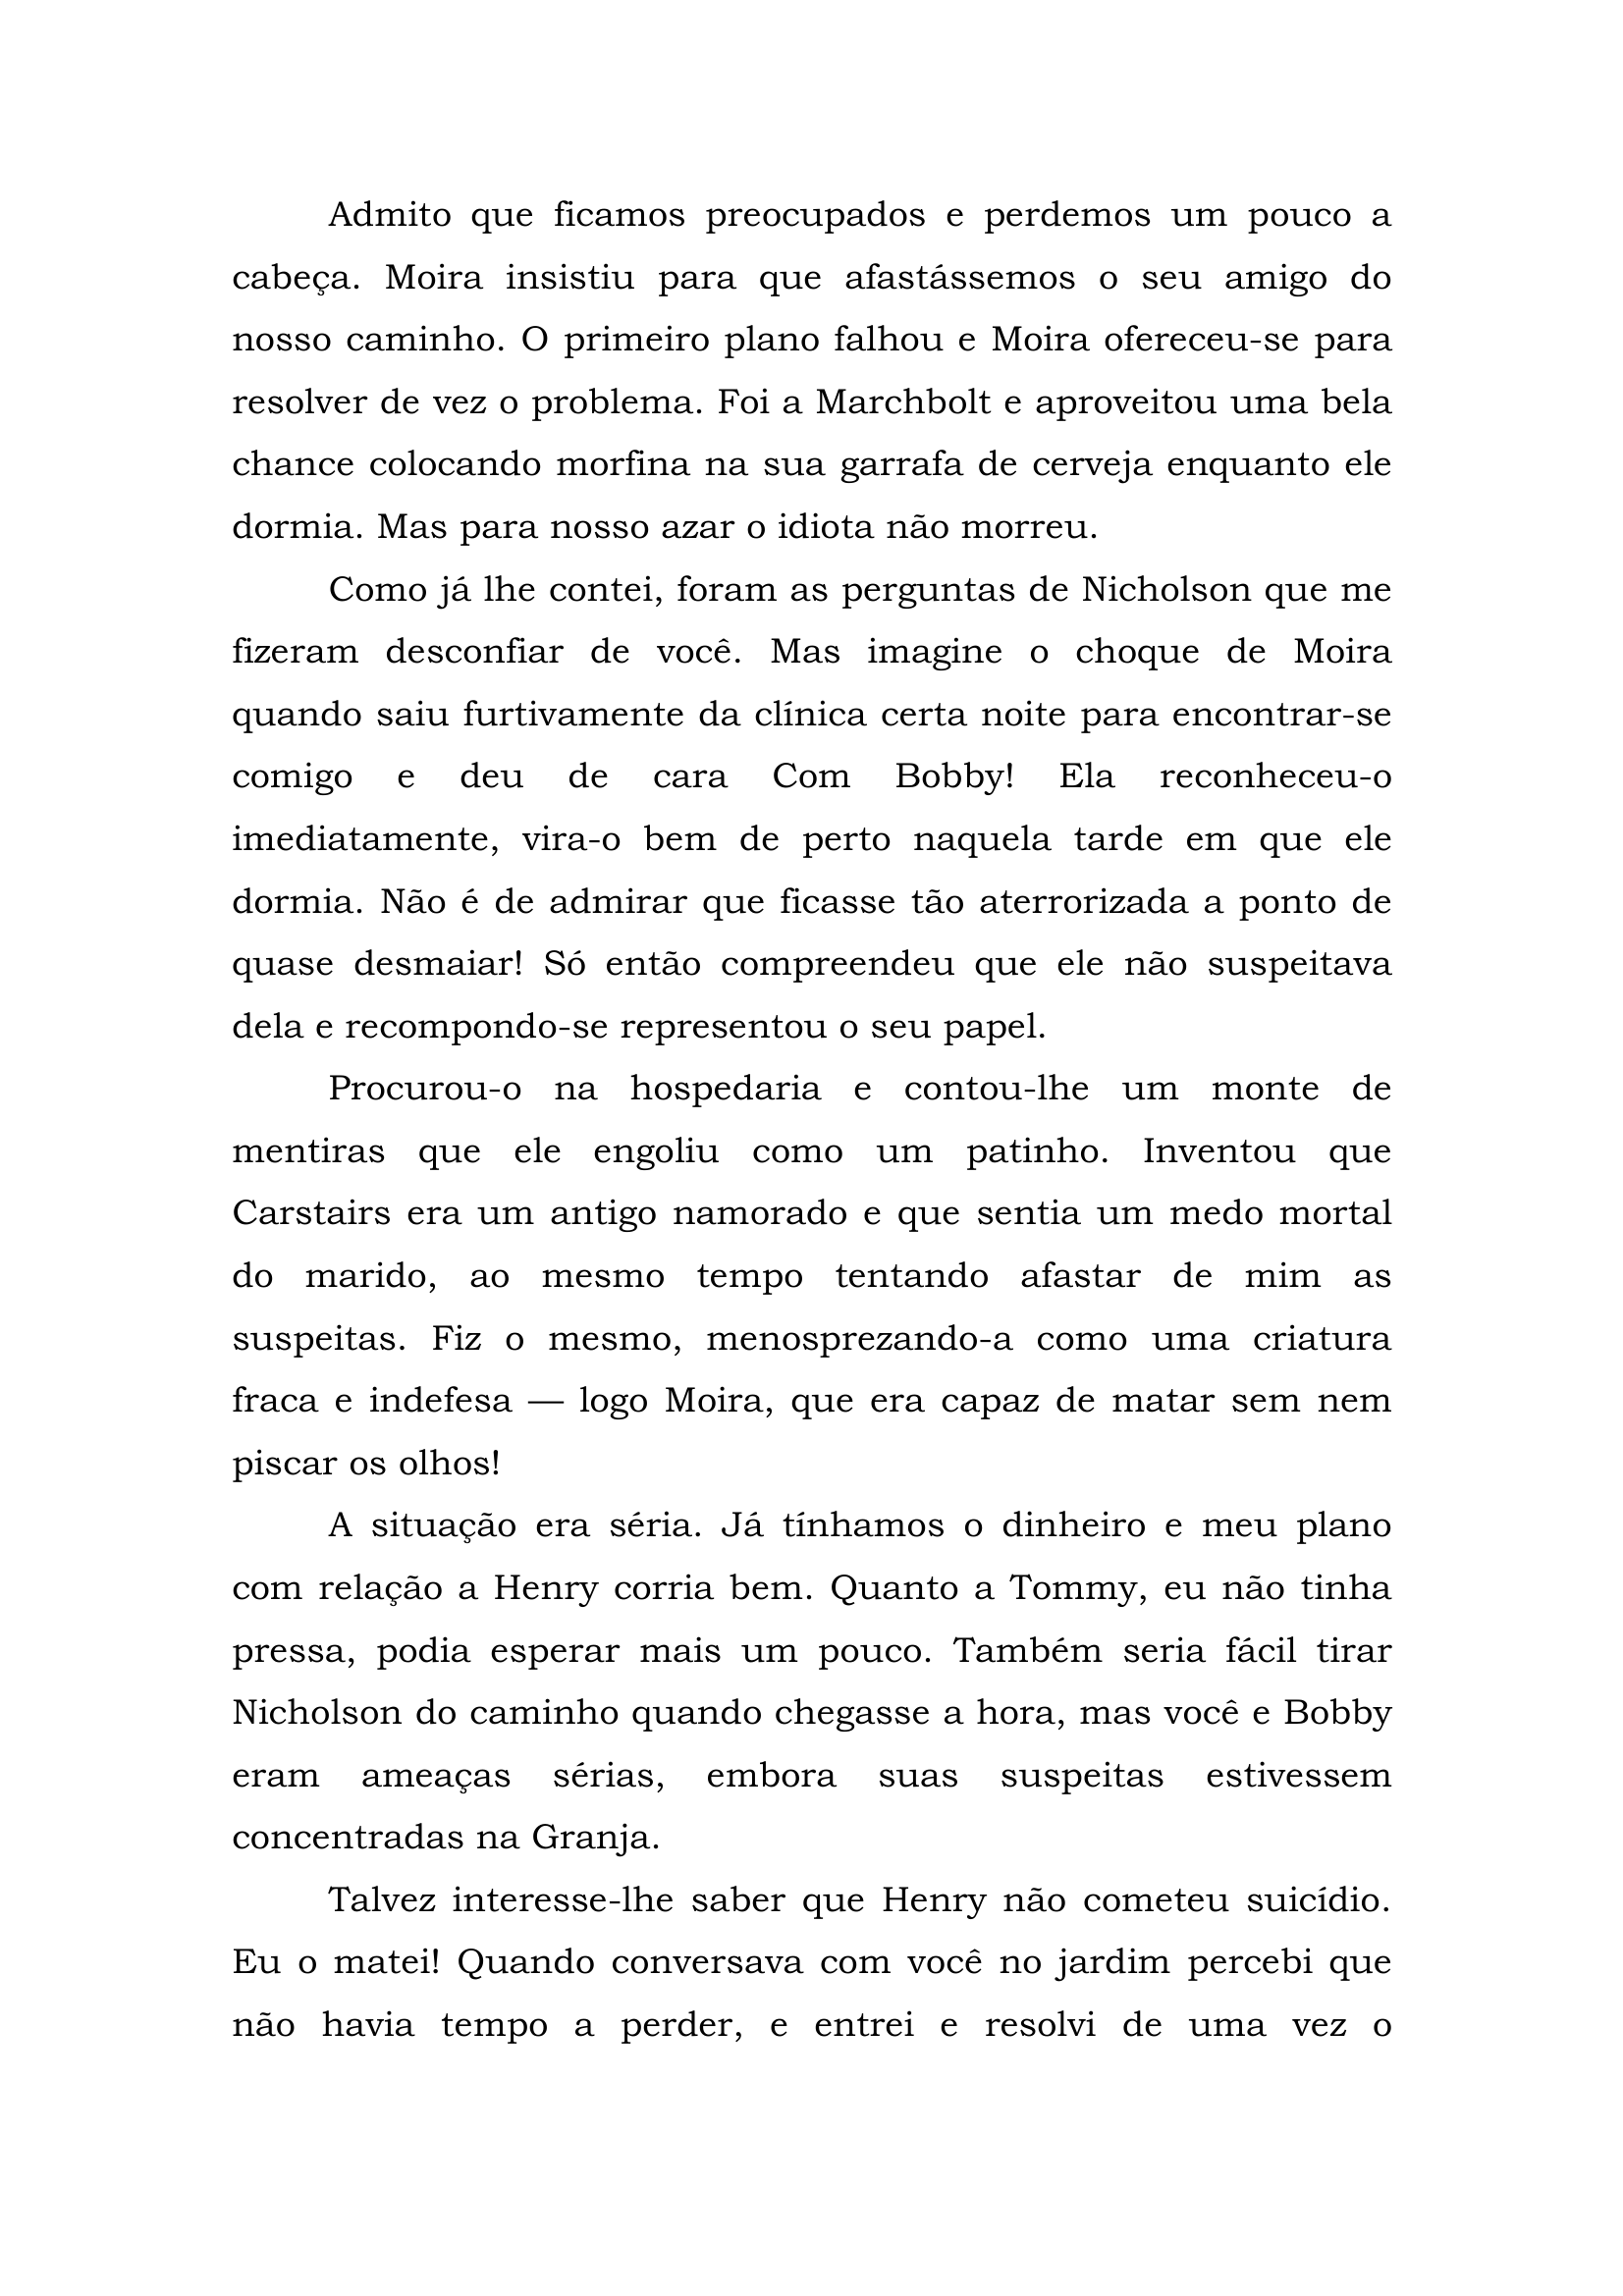 Admito que ficamos preocupados e perdemos um pouco a
cabeça. Moira insistiu para que afastássemos o seu amigo do
nosso caminho. O primeiro plano falhou e Moira ofereceu-se para
resolver de vez o problema. Foi a Marchbolt e aproveitou uma bela
chance colocando morfina na sua garrafa de cerveja enquanto ele
dormia. Mas para nosso azar o idiota não morreu.
Como já lhe contei, foram as perguntas de Nicholson que me
fizeram desconfiar de você. Mas imagine o choque de Moira
quando saiu furtivamente da clínica certa noite para encontrar-se
comigo e deu de cara Com Bobby! Ela reconheceu-o
imediatamente, vira-o bem de perto naquela tarde em que ele
dormia. Não é de admirar que ficasse tão aterrorizada a ponto de
quase desmaiar! Só então compreendeu que ele não suspeitava
dela e recompondo-se representou o seu papel.
Procurou-o na hospedaria e contou-lhe um monte de
mentiras que ele engoliu como um patinho. Inventou que
Carstairs era um antigo namorado e que sentia um medo mortal
do marido, ao mesmo tempo tentando afastar de mim as
suspeitas. Fiz o mesmo, menosprezando-a como uma criatura
fraca e indefesa — logo Moira, que era capaz de matar sem nem
piscar os olhos!
A situação era séria. Já tínhamos o dinheiro e meu plano
com relação a Henry corria bem. Quanto a Tommy, eu não tinha
pressa, podia esperar mais um pouco. Também seria fácil tirar
Nicholson do caminho quando chegasse a hora, mas você e Bobby
eram ameaças sérias, embora suas suspeitas estivessem
concentradas na Granja.
Talvez interesse-lhe saber que Henry não cometeu suicídio.
Eu o matei! Quando conversava com você no jardim percebi que
não havia tempo a perder, e entrei e resolvi de uma vez o